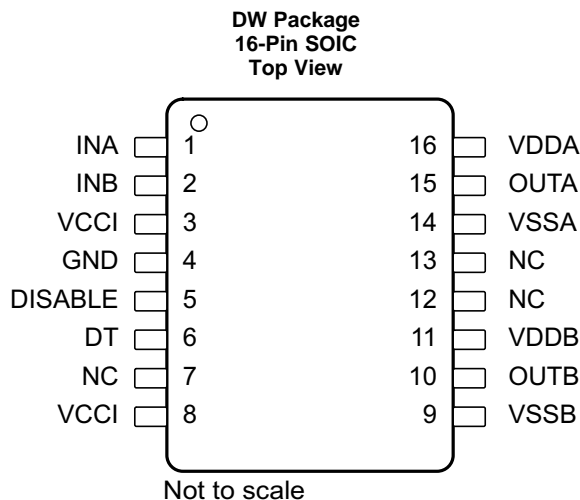 DW Package
16-Pin SOIC
Top View
INA 1 16 VDDA
INB 2 15 OUTA
VCCI 3 14 VSSA
GND 4 13 NC
DISABLE 5 12 NC
DT 6 11 VDDB
NC 7 10 OUTB
VCCI 8 9 VSSB
Not to scale